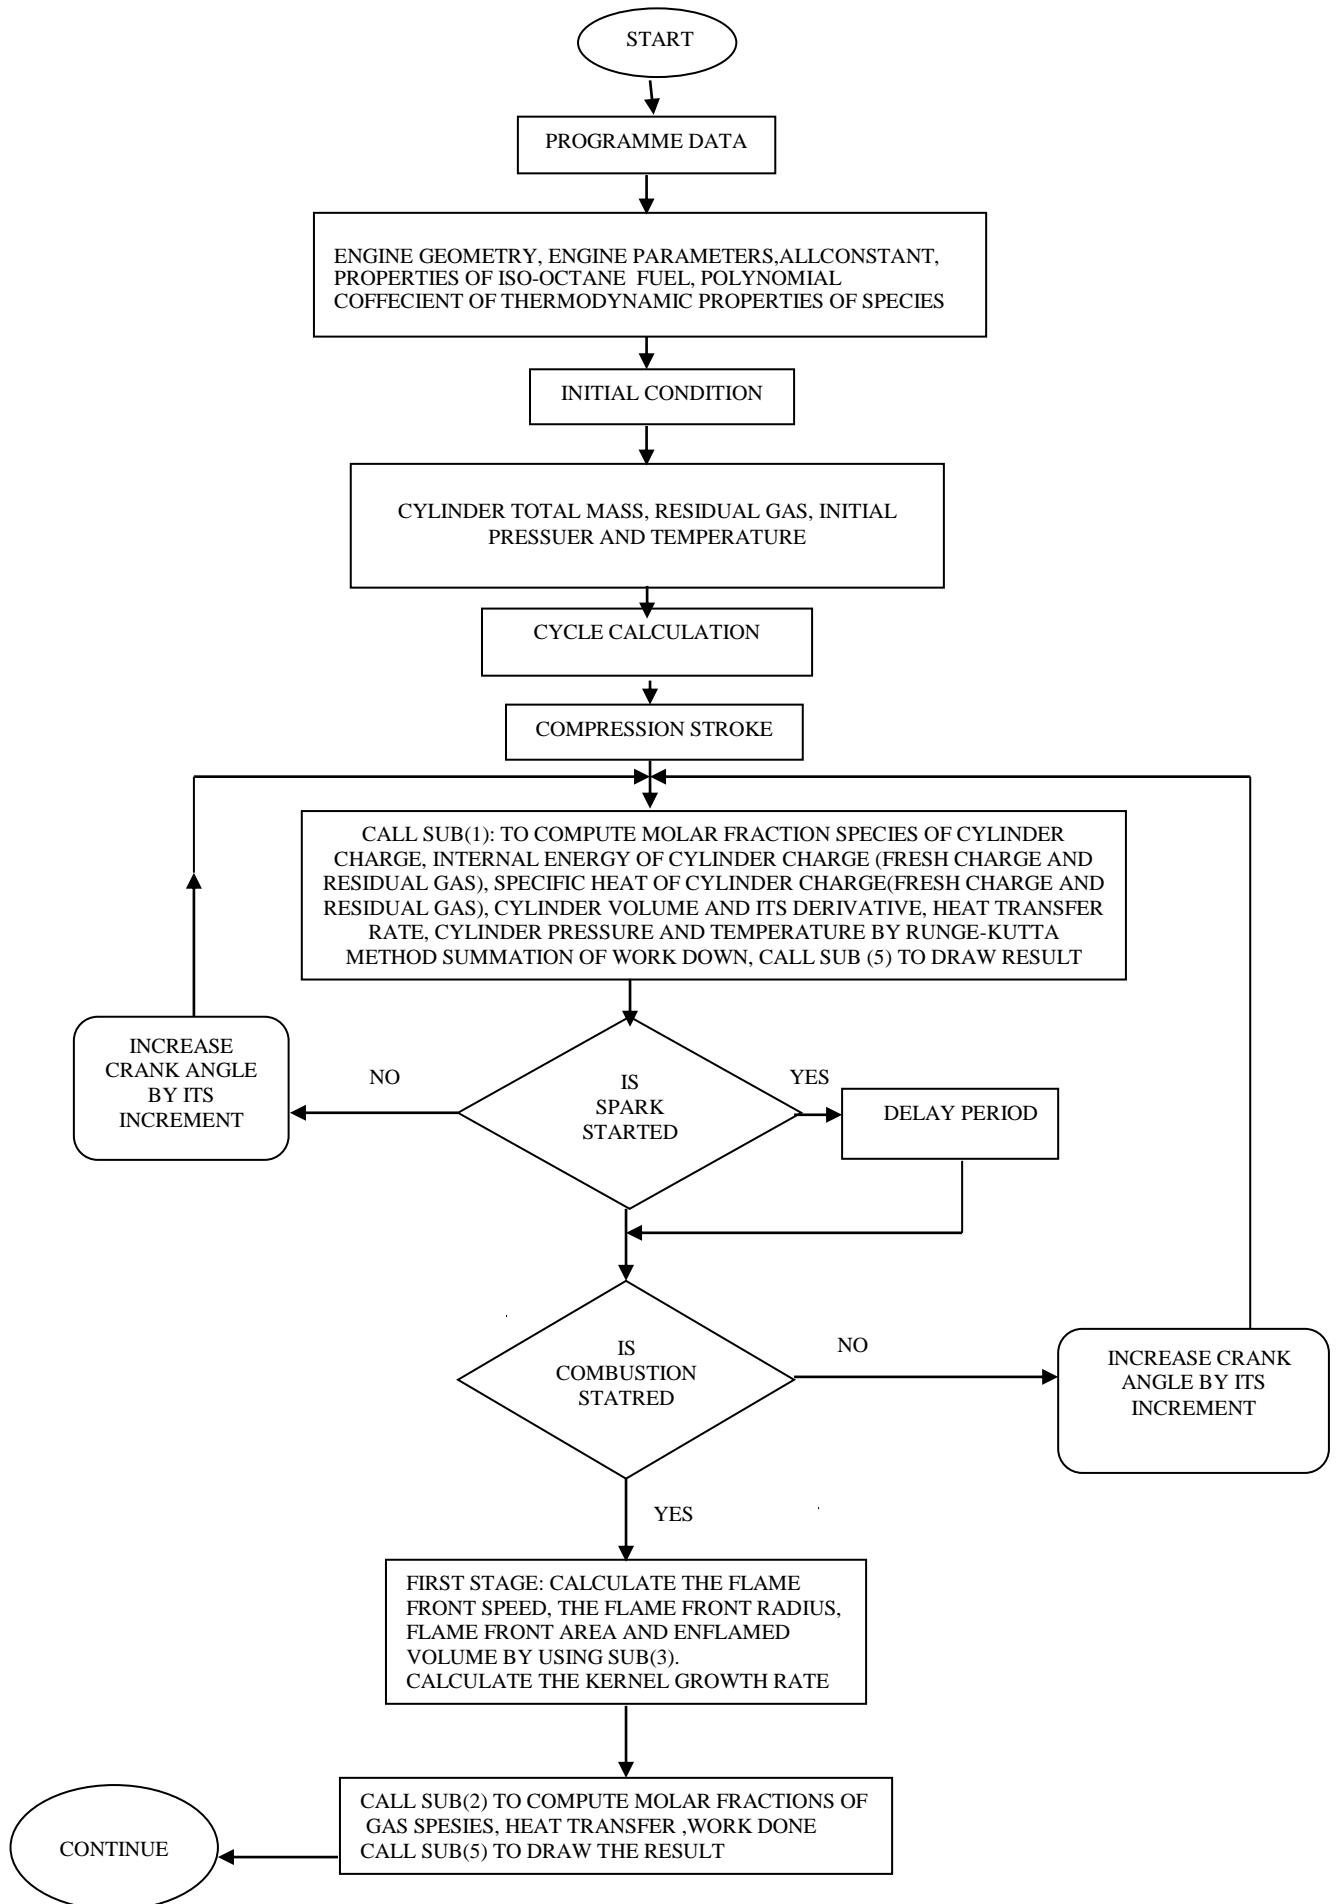 START
PROGRAMME DATA
ENGINE GEOMETRY, ENGINE PARAMETERS,ALLCONSTANT,
PROPERTIES OF ISO-OCTANE FUEL, POLYNOMIAL
COFFECIENT OF THERMODYNAMIC PROPERTIES OF SPECIES
INITIAL CONDITION
CYLINDER TOTAL MASS, RESIDUAL GAS, INITIAL
PRESSUER AND TEMPERATURE
CYCLE CALCULATION
COMPRESSION STROKE
CALL SUB(1): TO COMPUTE MOLAR FRACTION SPECIES OF CYLINDER
CHARGE, INTERNAL ENERGY OF CYLINDER CHARGE (FRESH CHARGE AND
RESIDUAL GAS), SPECIFIC HEAT OF CYLINDER CHARGE(FRESH CHARGE AND
RESIDUAL GAS), CYLINDER VOLUME AND ITS DERIVATIVE, HEAT TRANSFER
RATE, CYLINDER PRESSURE AND TEMPERATURE BY RUNGE-KUTTA
METHOD SUMMATION OF WORK DOWN, CALL SUB (5) TO DRAW RESULT
INCREASE
CRANK ANGLE
BY ITS
INCREMENT
NO
IS
SPARK
STARTED
YES
DELAY PERIOD
IS
COMBUSTION
STATRED
NO
INCREASE CRANK
ANGLE BY ITS
INCREMENT
YES
FIRST STAGE: CALCULATE THE FLAME
FRONT SPEED, THE FLAME FRONT RADIUS,
FLAME FRONT AREA AND ENFLAMED
VOLUME BY USING SUB(3).
CALCULATE THE KERNEL GROWTH RATE
CALL SUB(2) TO COMPUTE MOLAR FRACTIONS OF
GAS SPESIES, HEAT TRANSFER ,WORK DONE
CALL SUB(5) TO DRAW THE RESULT
CONTINUE